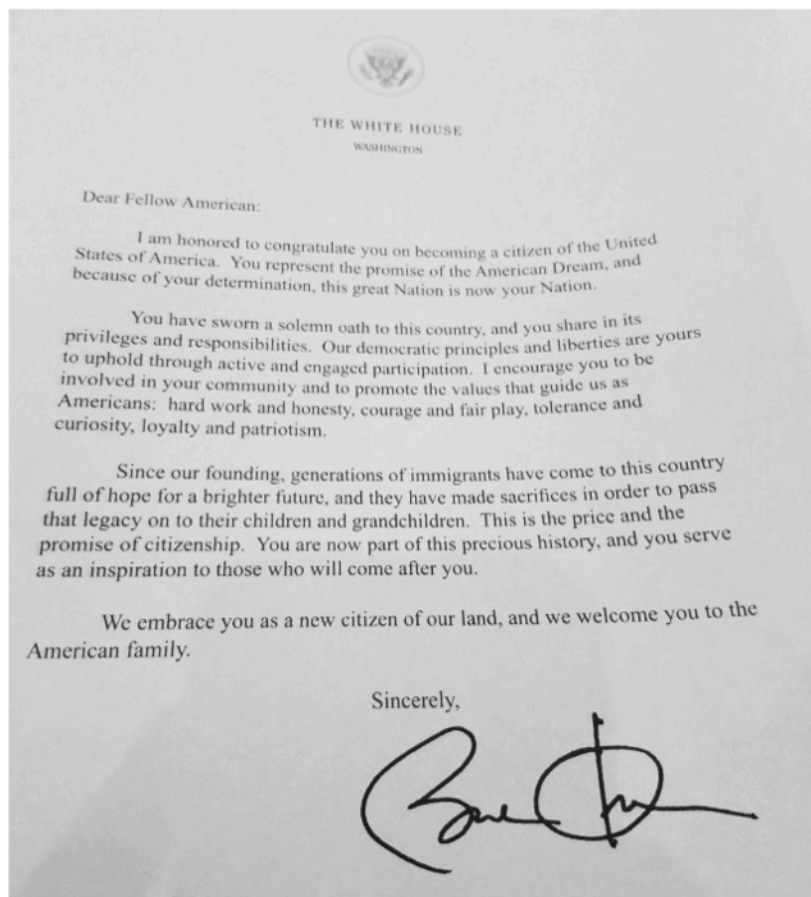 THE WHITE HOUSE
WASHINGTON
Dear Fellow American:
I am honored to congratulate you on becoming a citizen of the United
States of America. You represent the promise of the American Dream, and
because of your determination, this great Nation is now your Nation.
You have sworn a solemn oath to this country, and you share in its
privileges and responsibilities. Our democratic principles and liberties are yours
to uphold through active and engaged participation. I encourage you to be
involved in your community and to promote the values that guide us as
Americans: hard work and honesty, courage and fair play, tolerance and
curiosity, loyalty and patriotism.
Since our founding, generations of immigrants have come to this country
full of hope for a brighter future, and they have made sacrifices in order to pass
that legacy on to their children and grandchildren. This is the price and the
promise of citizenship. You are now part of this precious history, and you serve
as an inspiration to those who will come after you.
We embrace you as a new citizen of our land, and we welcome you to the
American family.
Sincerely,